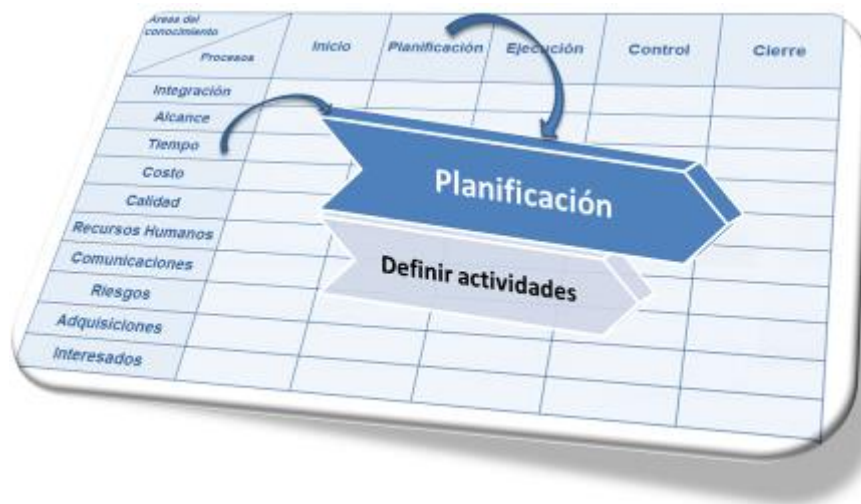 Áreas del
conocimiento
Procesos
Inicio
Planificación
Ejecución
Control
Cierre
Integración
Alcance
Tiempo
Costo
Calidad
Recursos Humanos
Comunicaciones
Riesgos
Adquisiciones
Interesados
Planificación
Definir actividades